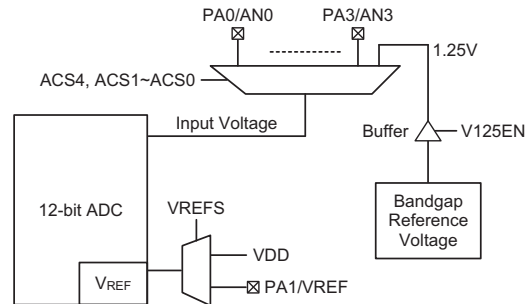 PA0/AN0 PA3/AN3
1.25V
ACS4, ACS1~ACS0
Input Voltage
Buffer V125EN
12-bit ADC
Bandgap
Reference
Voltage
VREFS
VDD
VREF
PA1/VREF